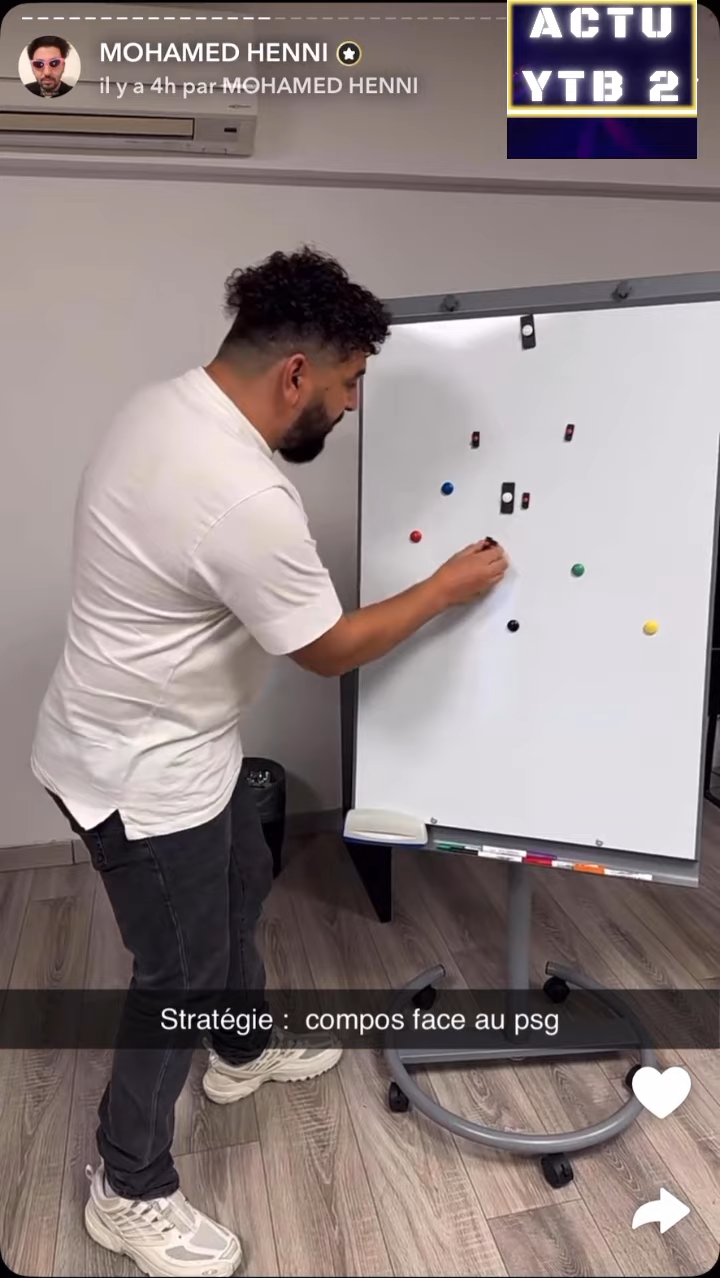 MOHAMED HENNI
il y a 4h par MOHAMED HENNI
ACTU
YTB 2
Stratégie :  compos face au psg